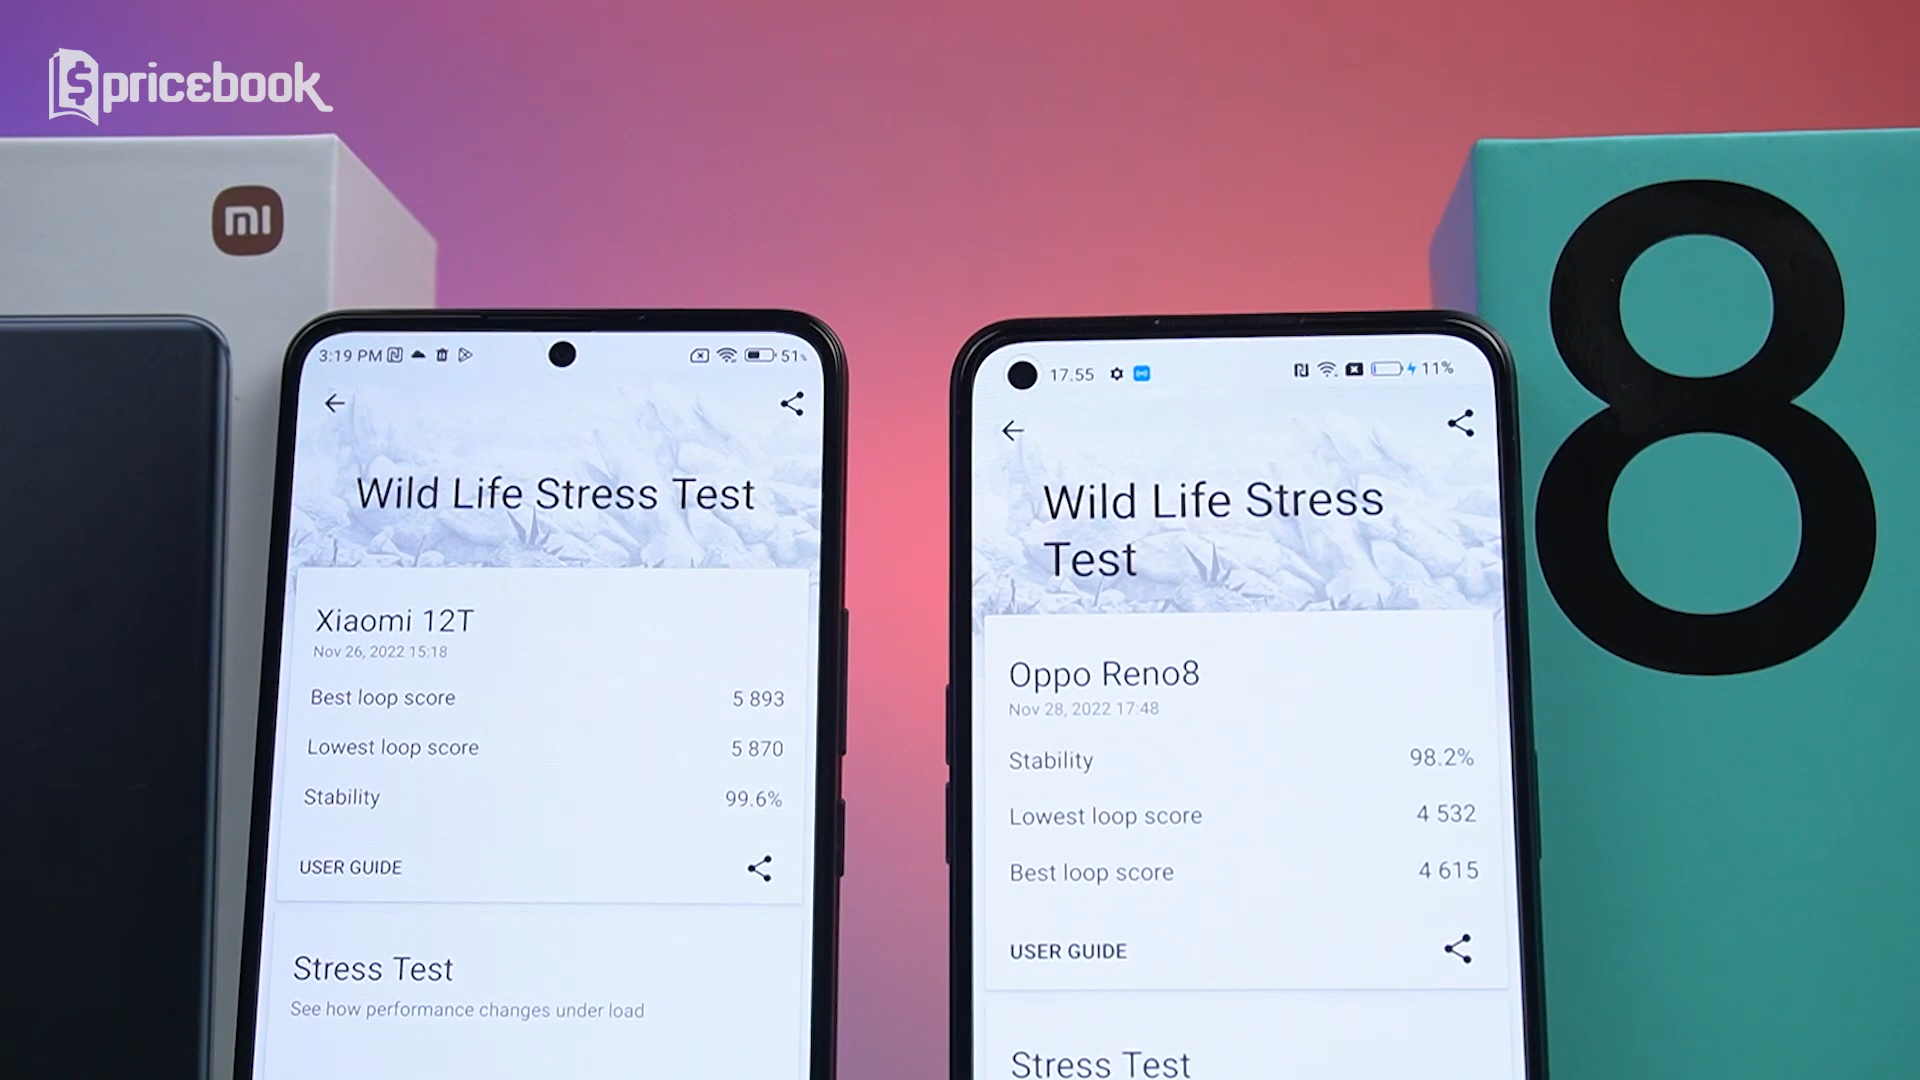 pricebook
mi
8
3:19 PM
51%
Wild Life Stress Test
Xiaomi 12T
Nov 26, 2022 15:18
Best loop score 5 893
Lowest loop score 5 870
Stability 99.6%
USER GUIDE
Stress Test
See how performance changes under load
17.55
11%
Wild Life Stress
Test
Oppo Reno8
Nov 28, 2022 17:48
Stability 98.2%
Lowest loop score 4 532
Best loop score 4 615
USER GUIDE
Stress Test